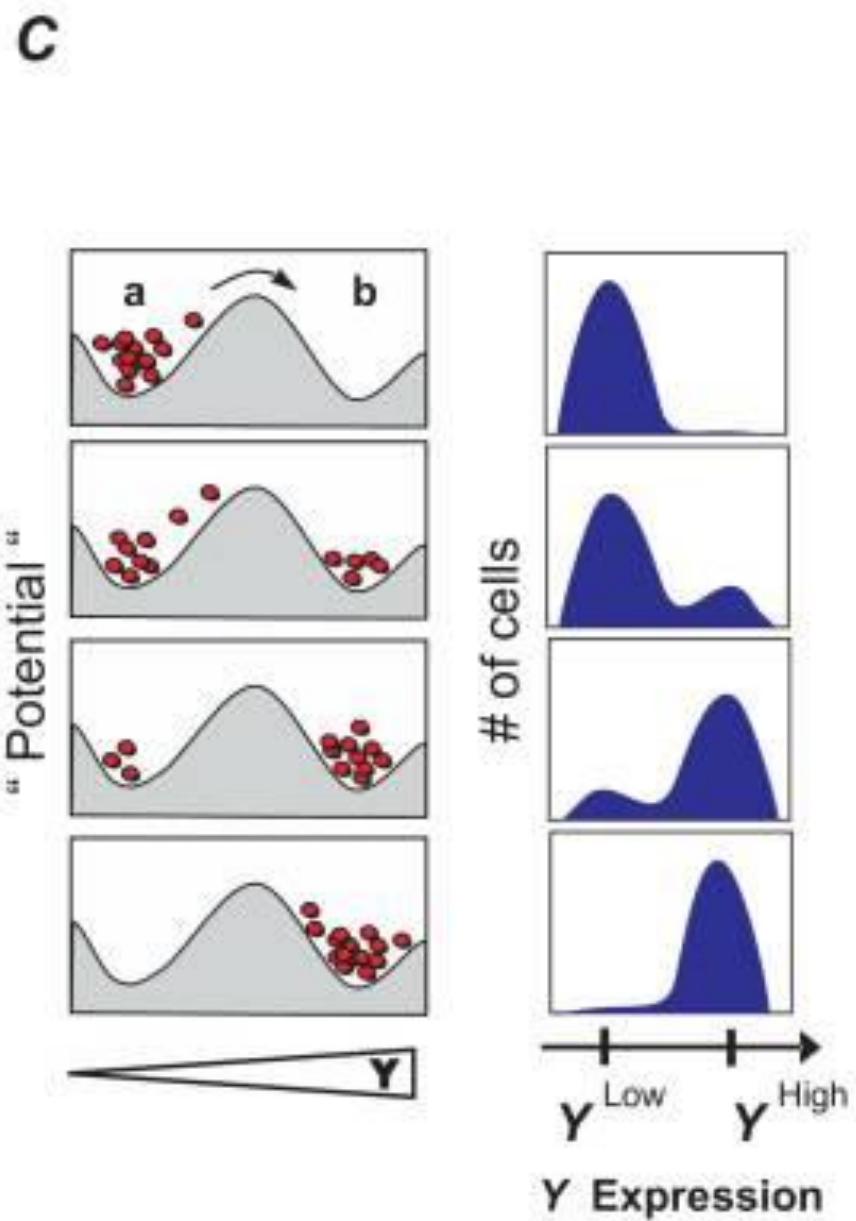 C
a b
“ Potential “
# of cells
Y
Y Low Y High
Y Expression